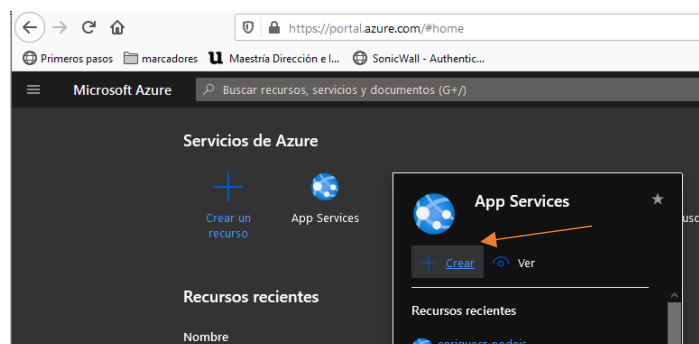 https://portal.azure.com/#home
Primeros pasos marcadores Maestría Dirección e I... SonicWall - Authentic...
Microsoft Azure Buscar recursos, servicios y documentos (G+/)
Servicios de Azure
Crear un recurso
App Services
App Services
Crear Ver
Recursos recientes
Recursos recientes
Nombre